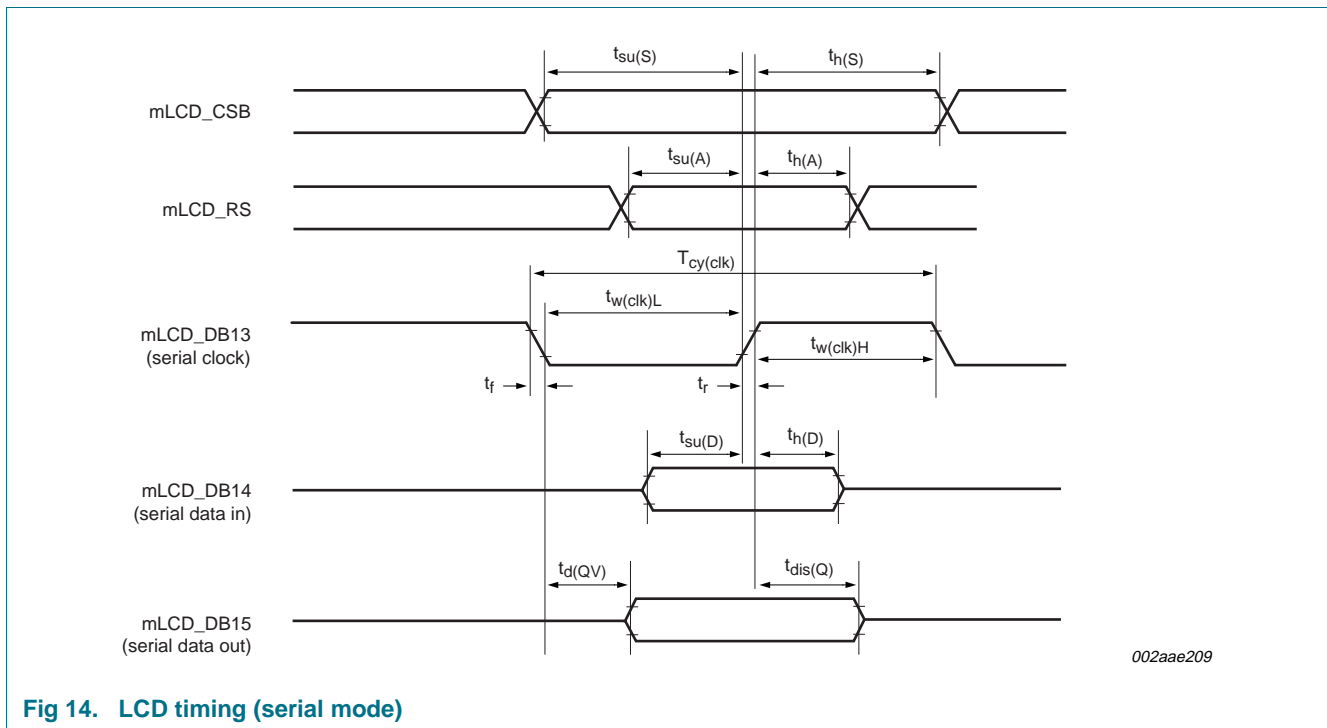 tsu(S)
th(S)
mLCD_CSB
tsu(A)
th(A)
mLCD_RS
Tcy(clk)
tw(clk)L
mLCD_DB13
(serial clock)
tw(clk)H
tf
tr
tsu(D)
th(D)
mLCD_DB14
(serial data in)
td(QV)
tdis(Q)
mLCD_DB15
(serial data out)
002aae209
Fig 14. LCD timing (serial mode)